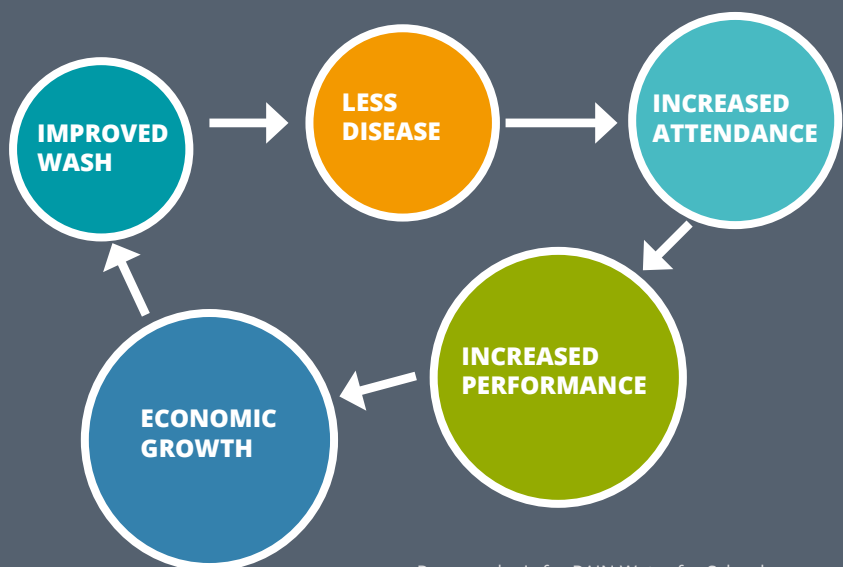 IMPROVED
WASH
LESS
DISEASE
INCREASED
ATTENDANCE
INCREASED
PERFORMANCE
ECONOMIC
GROWTH